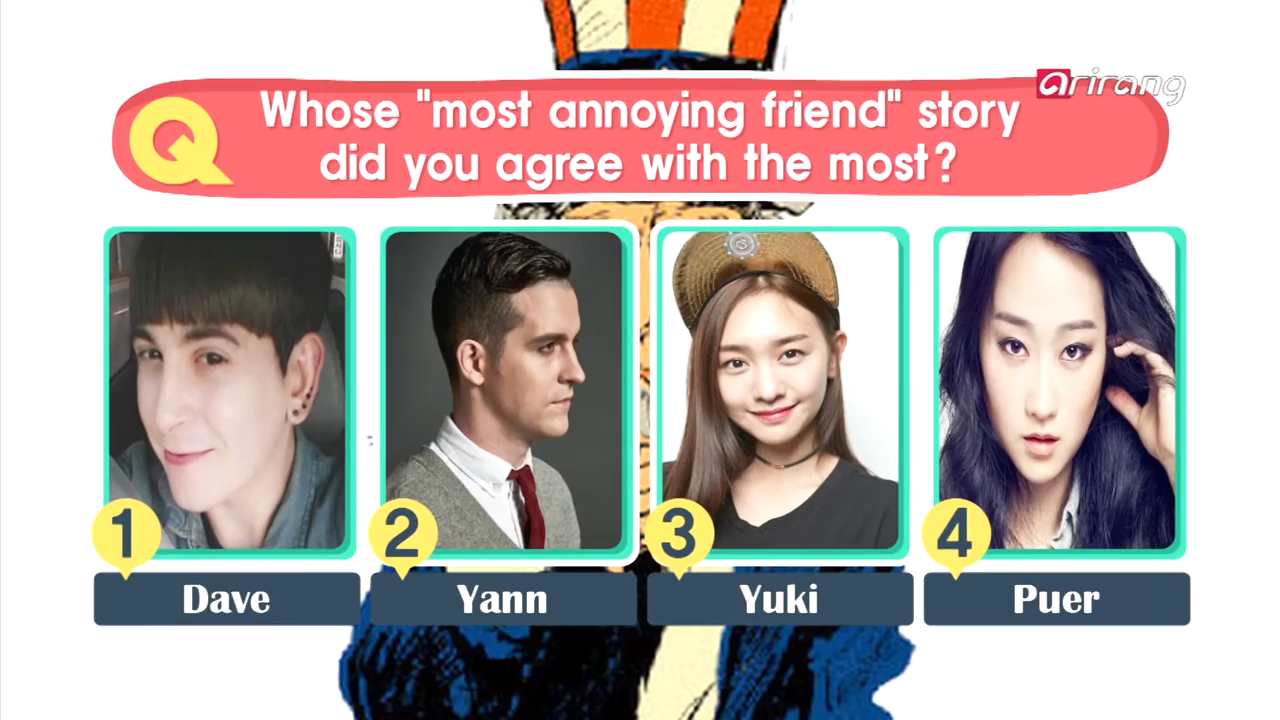 arirang
Q
Whose "most annoying friend" story
did you agree with the most?
1
2
3
4
Dave
Yann
Yuki
Puer